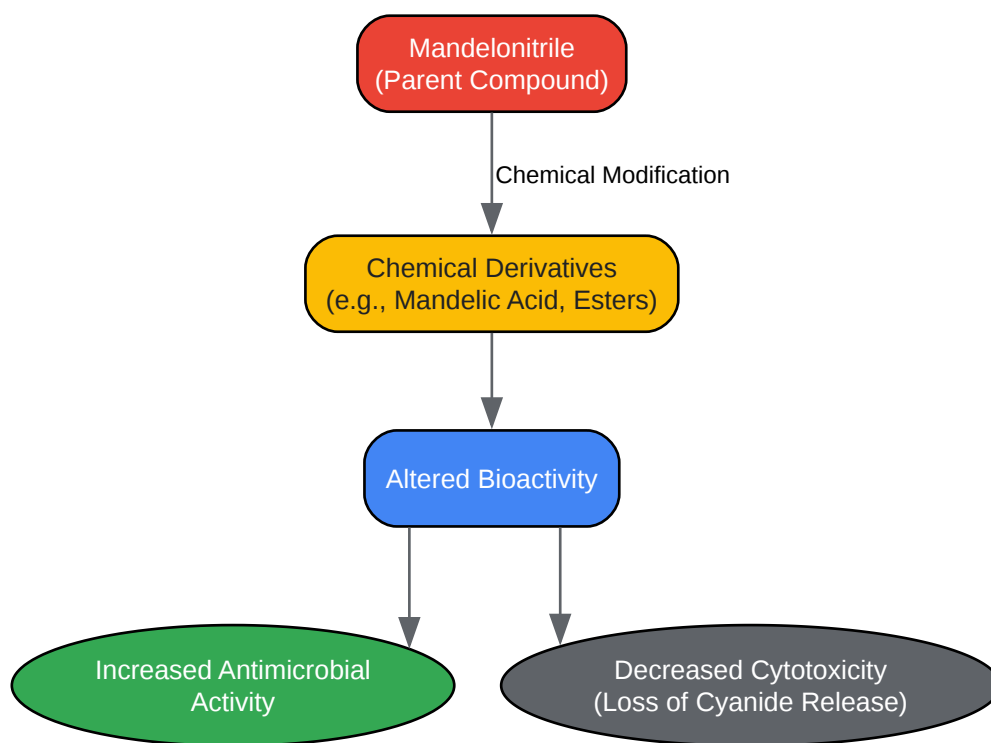 Mandelonitrile
(Parent Compound)
Chemical Modification
Chemical Derivatives
(e.g., Mandelic Acid, Esters)
Altered Bioactivity
Increased Antimicrobial
Activity
Decreased Cytotoxicity
(Loss of Cyanide Release)